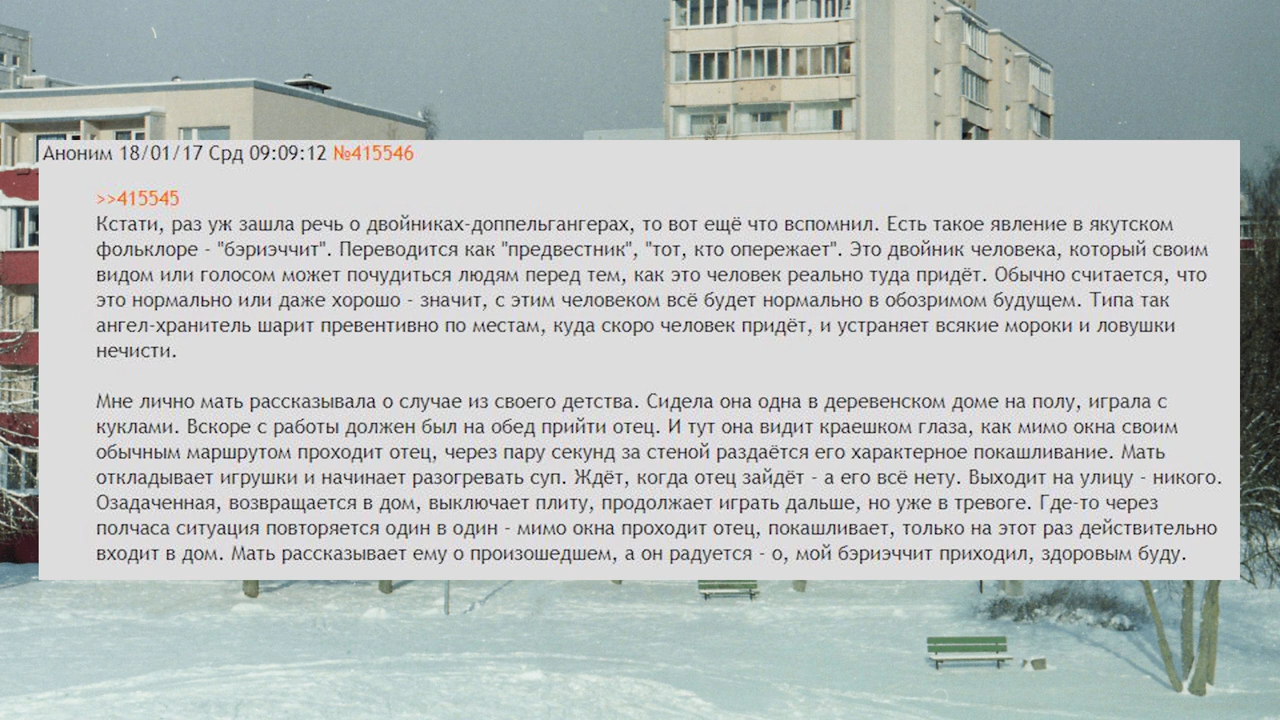 Аноним 18/01/17 Срд 09:09:12 №415546
>>415545
Кстати, раз уж зашла речь о двойниках-доппельгангерах, то вот ещё что вспомнил. Есть такое явление в якутском
фольклоре - "бэриэччит". Переводится как "предвестник", "тот, кто опережает". Это двойник человека, который своим
видом или голосом может почудиться людям перед тем, как это человек реально туда придёт. Обычно считается, что
это нормально или даже хорошо - значит, с этим человеком всё будет нормально в обозримом будущем. Типа так
ангел-хранитель шарит превентивно по местам, куда скоро человек придёт, и устраняет всякие мороки и ловушки
нечисти.
Мне лично мать рассказывала о случае из своего детства. Сидела она одна в деревенском доме на полу, играла с
куклами. Вскоре с работы должен был на обед прийти отец. И тут она видит краешком глаза, как мимо окна своим
обычным маршрутом проходит отец, через пару секунд за стеной раздаётся его характерное покашливание. Мать
откладывает игрушки и начинает разогревать суп. Ждёт, когда отец зайдёт - а его всё нету. Выходит на улицу - никого.
Озадаченная, возвращается в дом, выключает плиту, продолжает играть дальше, но уже в тревоге. Где-то через
полчаса ситуация повторяется один в один - мимо окна проходит отец, покашливает, только на этот раз действительно
входит в дом. Мать рассказывает ему о произошедшем, а он радуется - о, мой бэриэччит приходил, здоровым буду.